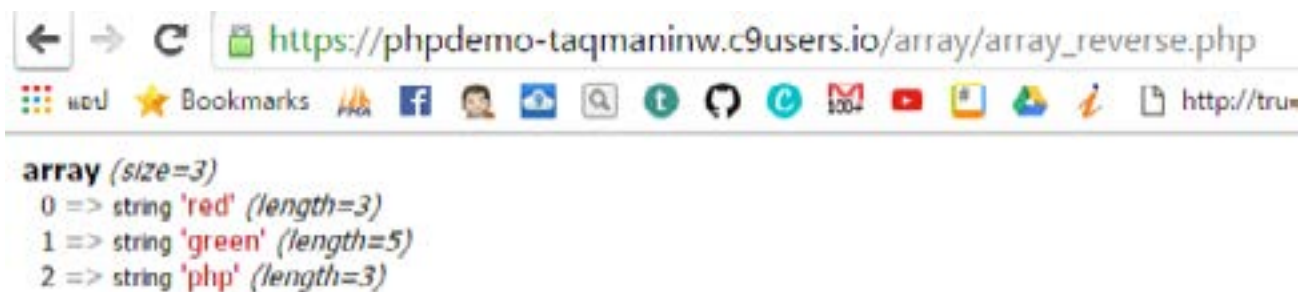 https://phpdemo-taqmaninw.c9users.io/array/array_reverse.php
แอป Bookmarks 100+ http://tru
array (size=3)
0 => string 'red' (length=3)
1 => string 'green' (length=5)
2 => string 'php' (length=3)